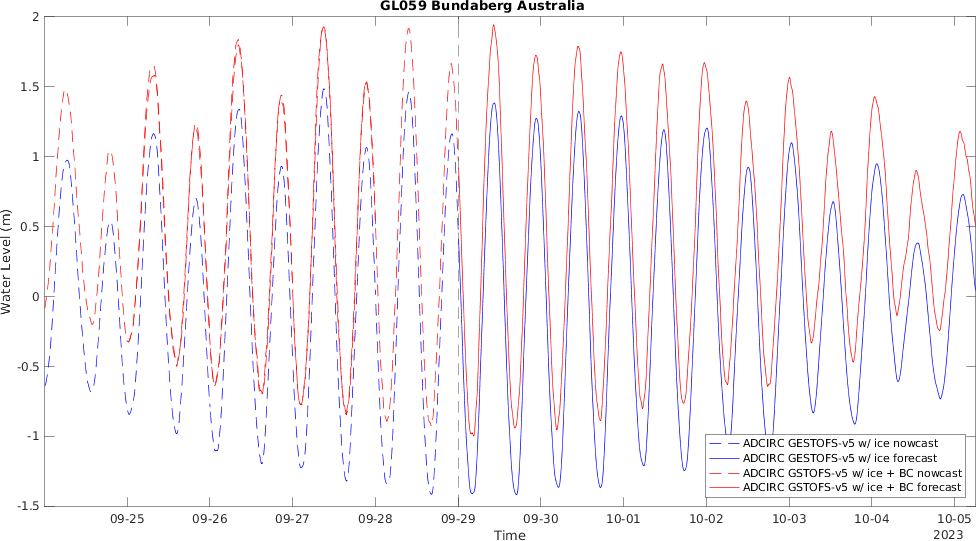 GL059 Bundaberg Australia
Water Level (m)
2
1.5
1
0.5
0
-0.5
-1
-1.5
ADCIRC GESTOFS-v5 w/ ice nowcast
ADCIRC GESTOFS-v5 w/ ice forecast
ADCIRC GSTOFS-v5 w/ ice + BC nowcast
ADCIRC GSTOFS-v5 w/ ice + BC forecast
09-25 09-26 09-27 09-28 09-29 09-30 10-01 10-02 10-03 10-04 10-05
Time
2023